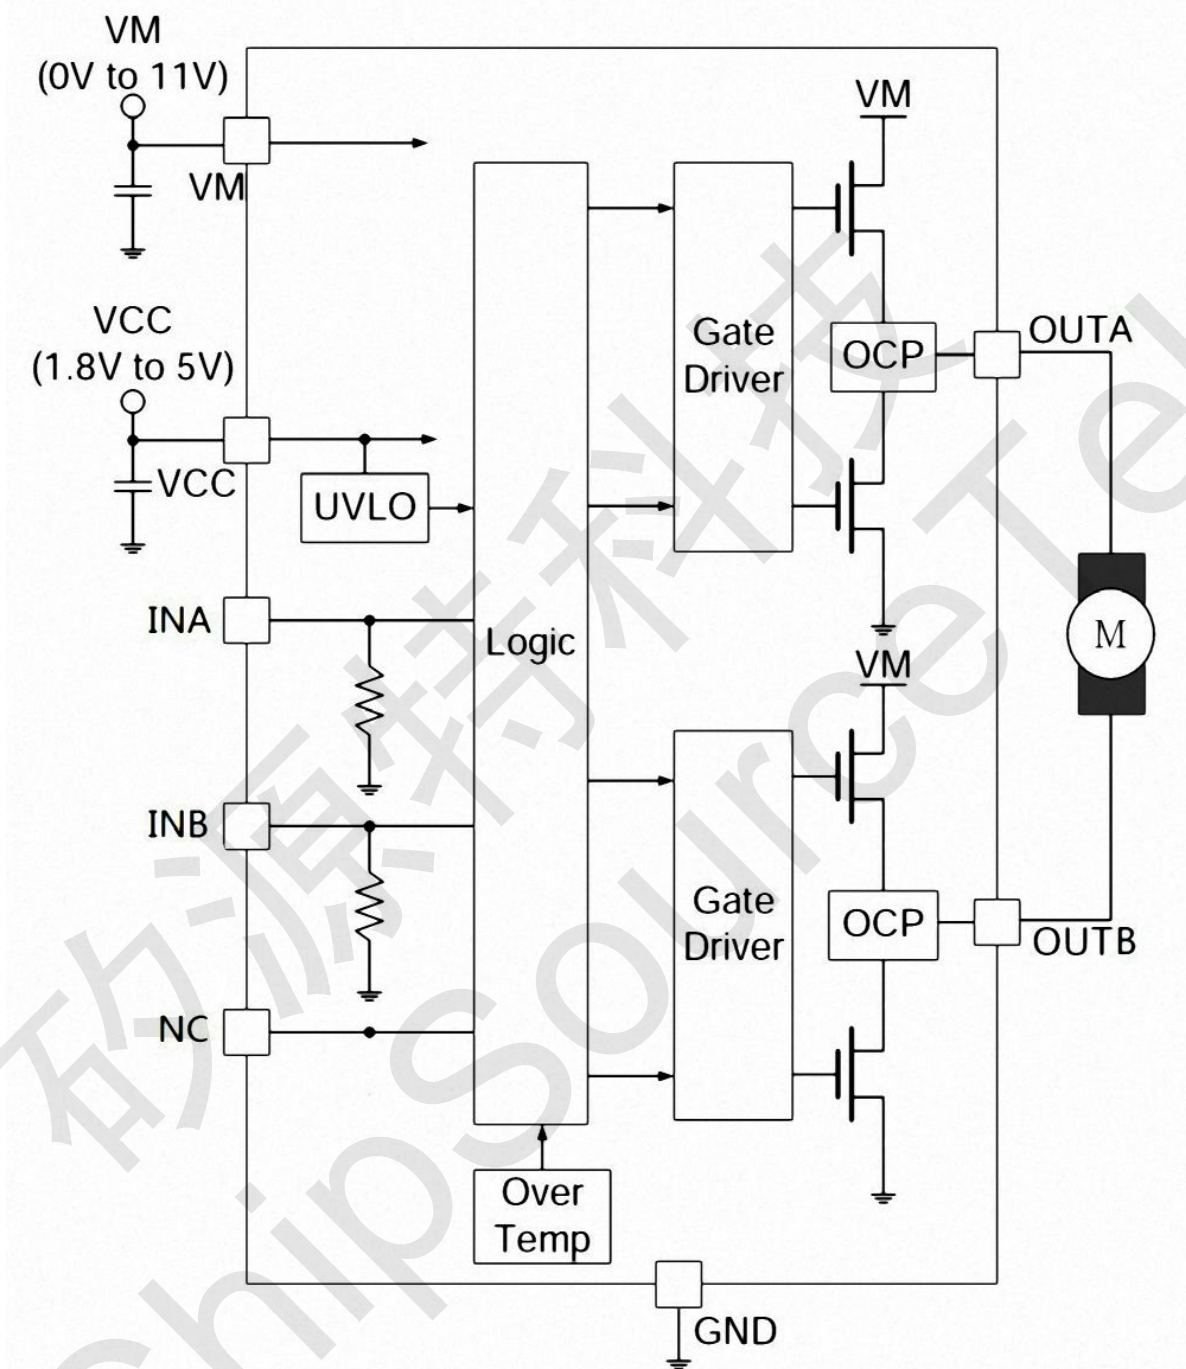 VM
(0V to 11V)
VM
VCC
(1.8V to 5V)
VCC
UVLO
INA
INB
NC
Logic
Over
Temp
Gate
Driver
VM
OCP
OUTA
M
VM
Gate
Driver
OCP
OUTB
GND
矽源特科技
ChipSourceTek